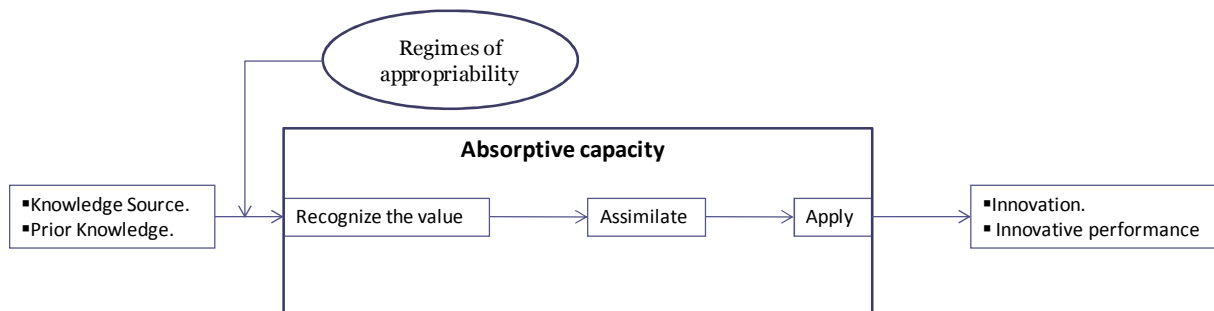 Regimes of
appropriability
Absorptive capacity
▪Knowledge Source.
▪Prior Knowledge.
Recognize the value
Assimilate
Apply
▪Innovation.
▪ Innovative performance